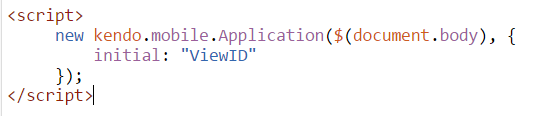 <script>
new kendo.mobile.Application($(document.body), {
initial: "ViewID"
});
</script>